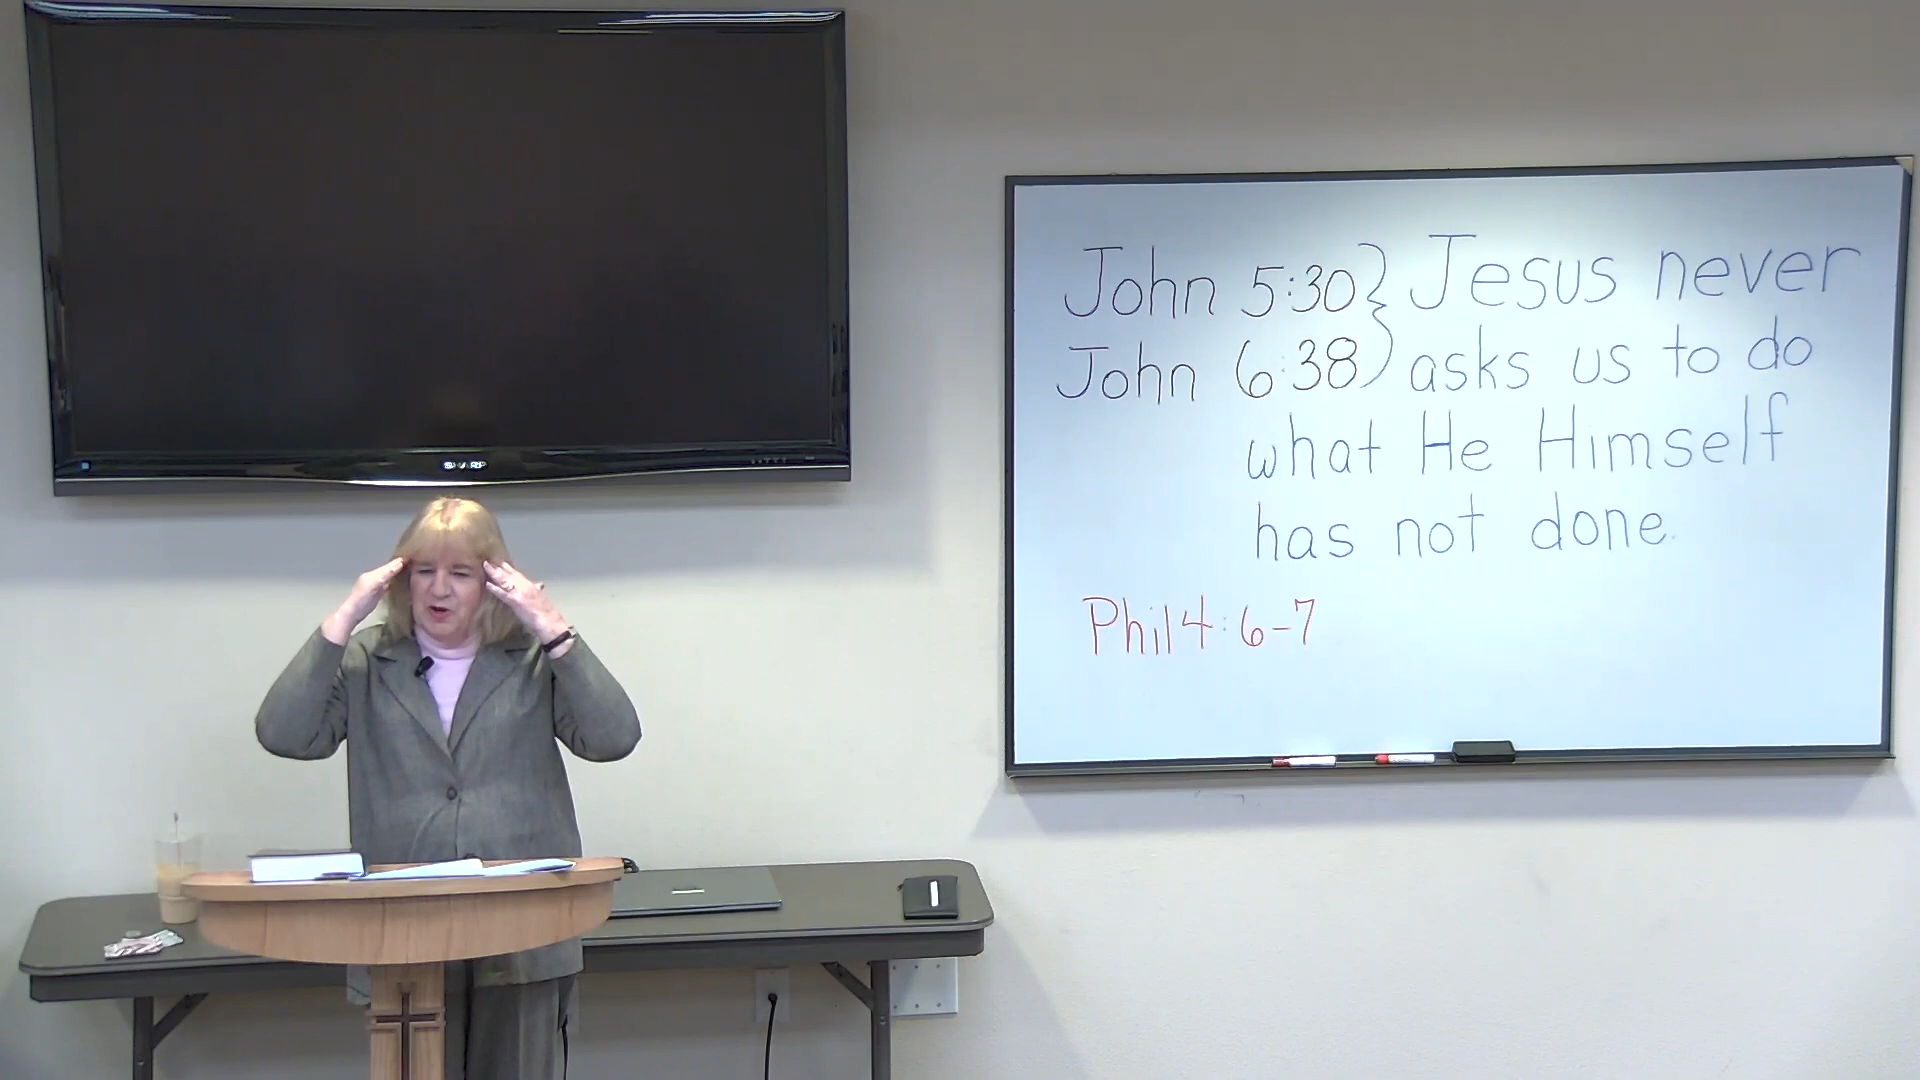 SHARP
John 5:30} Jesus never
John 6:38 asks us to do
what He Himself
has not done.
Phil 4:6-7